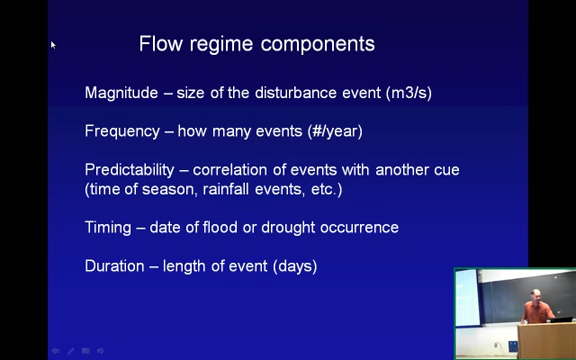 Flow regime components
Magnitude – size of the disturbance event (m3/s)
Frequency – how many events (#/year)
Predictability – correlation of events with another cue
(time of season, rainfall events, etc.)
Timing – date of flood or drought occurrence
Duration – length of event (days)